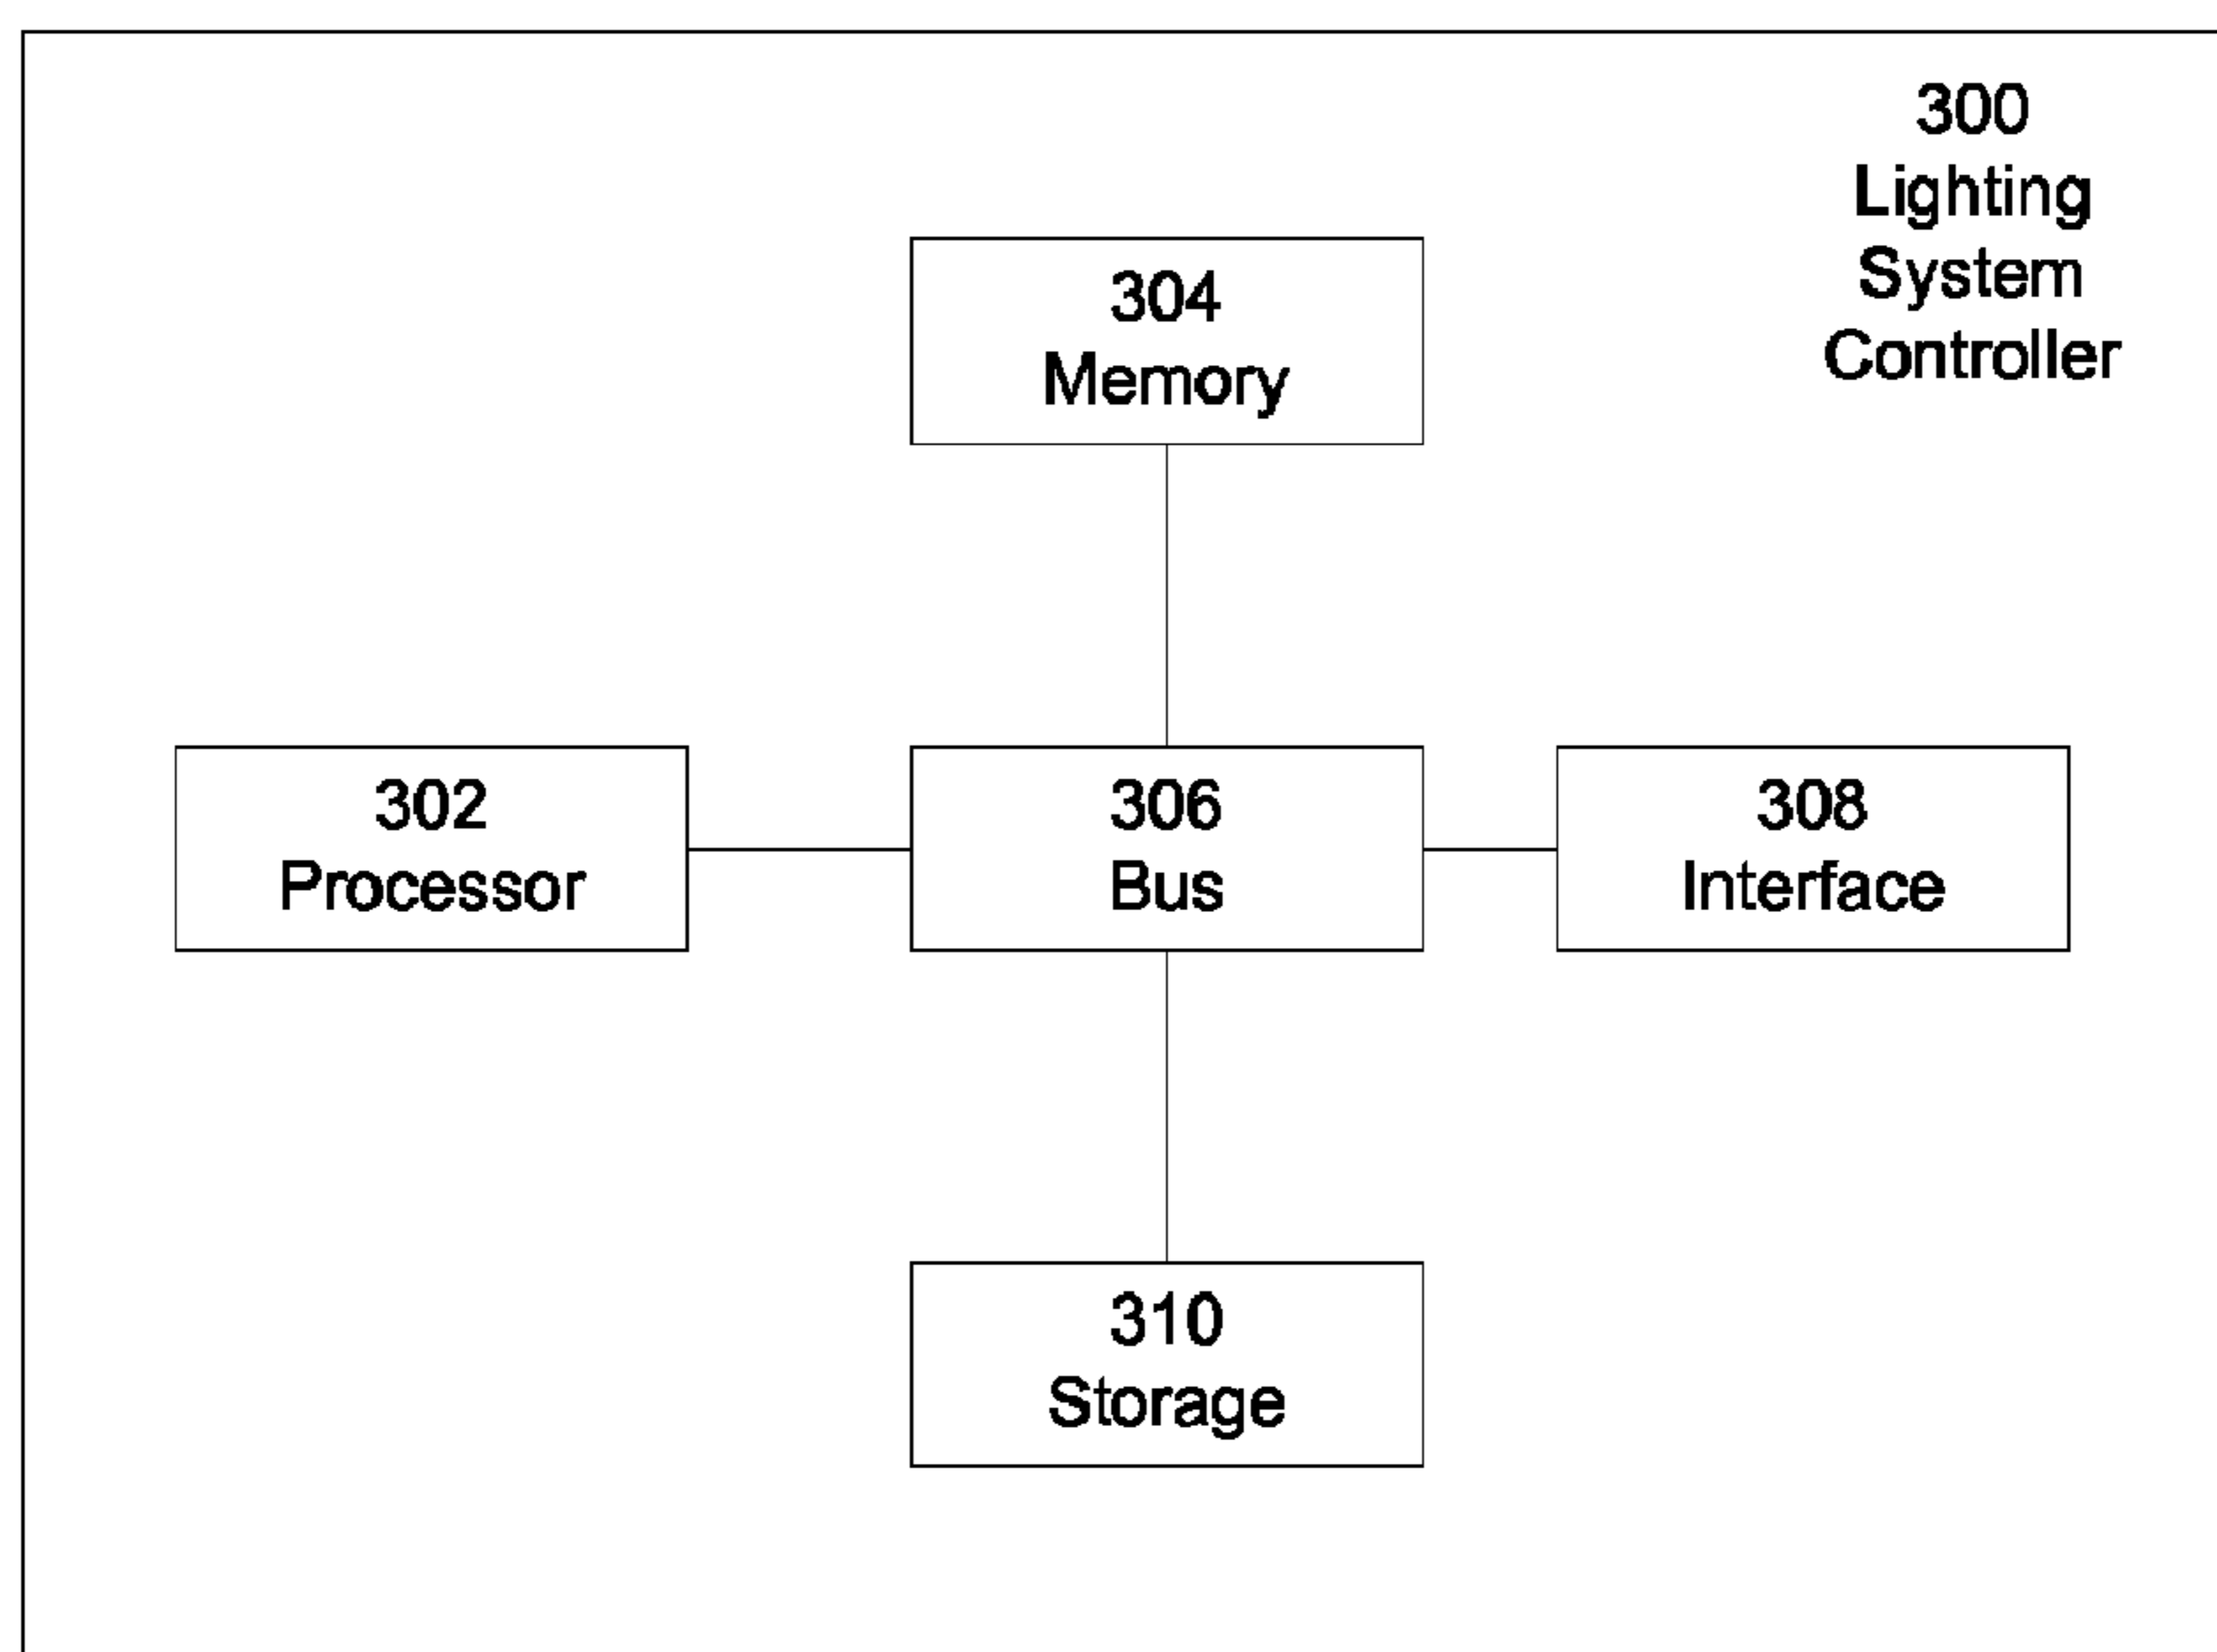 300
Lighting
System
Controller
304
Memory
302
Processor
306
Bus
308
Interface
310
Storage